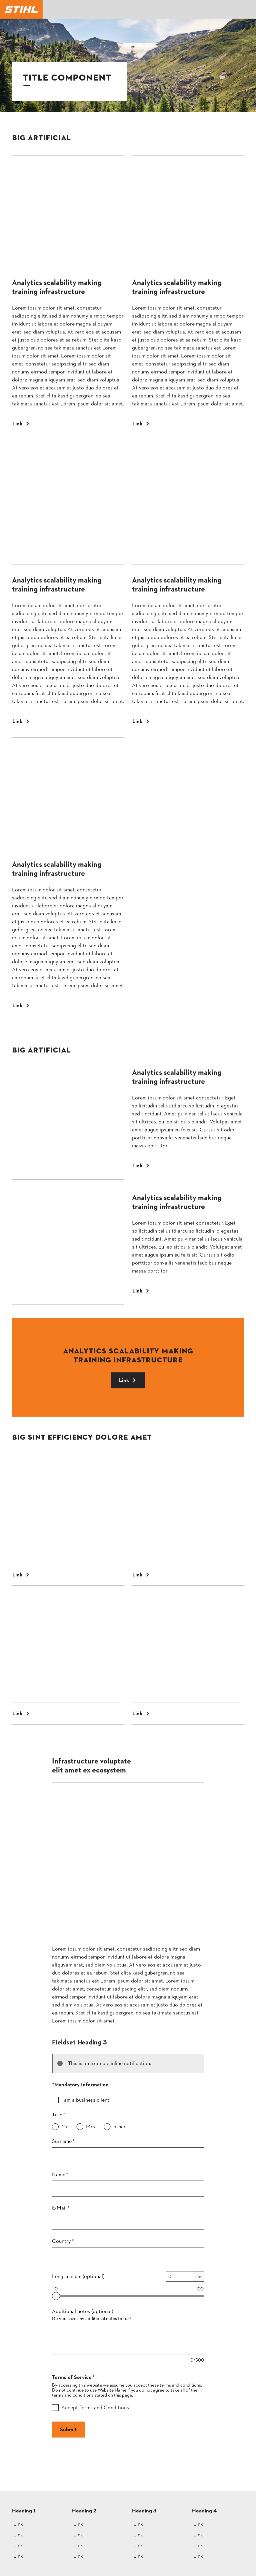 STIHL
TITLE COMPONENT
BIG ARTIFICIAL
Analytics scalability making
training infrastructure
Lorem ipsum dolor sit amet, consetetur
sadipscing elitr, sed diam nonumy eirmod tempor
invidunt ut labore et dolore magna aliquyam
erat, sed diam voluptua. At vero eos et accusam
et justo duo dolores et ea rebum. Stet clita kasd
gubergren, no sea takimata sanctus est Lorem
ipsum dolor sit amet. Lorem ipsum dolor sit
amet, consetetur sadipscing elitr, sed diam
nonumy eirmod tempor invidunt ut labore et
dolore magna aliquyam erat, sed diam voluptua.
At vero eos et accusam et justo duo dolores et
ea rebum. Stet clita kasd gubergren, no sea
takimata sanctus est Lorem ipsum dolor sit amet.
Link
Analytics scalability making
training infrastructure
Lorem ipsum dolor sit amet, consetetur
sadipscing elitr, sed diam nonumy eirmod tempor
invidunt ut labore et dolore magna aliquyam
erat, sed diam voluptua. At vero eos et accusam
et justo duo dolores et ea rebum. Stet clita kasd
gubergren, no sea takimata sanctus est Lorem
ipsum dolor sit amet. Lorem ipsum dolor sit
amet, consetetur sadipscing elitr, sed diam
nonumy eirmod tempor invidunt ut labore et
dolore magna aliquyam erat, sed diam voluptua.
At vero eos et accusam et justo duo dolores et
ea rebum. Stet clita kasd gubergren, no sea
takimata sanctus est Lorem ipsum dolor sit amet.
Link
Analytics scalability making
training infrastructure
Lorem ipsum dolor sit amet, consetetur
sadipscing elitr, sed diam nonumy eirmod tempor
invidunt ut labore et dolore magna aliquyam
erat, sed diam voluptua. At vero eos et accusam
et justo duo dolores et ea rebum. Stet clita kasd
gubergren, no sea takimata sanctus est Lorem
ipsum dolor sit amet. Lorem ipsum dolor sit
amet, consetetur sadipscing elitr, sed diam
nonumy eirmod tempor invidunt ut labore et
dolore magna aliquyam erat, sed diam voluptua.
At vero eos et accusam et justo duo dolores et
ea rebum. Stet clita kasd gubergren, no sea
takimata sanctus est Lorem ipsum dolor sit amet.
Link
Analytics scalability making
training infrastructure
Lorem ipsum dolor sit amet, consetetur
sadipscing elitr, sed diam nonumy eirmod tempor
invidunt ut labore et dolore magna aliquyam
erat, sed diam voluptua. At vero eos et accusam
et justo duo dolores et ea rebum. Stet clita kasd
gubergren, no sea takimata sanctus est Lorem
ipsum dolor sit amet. Lorem ipsum dolor sit
amet, consetetur sadipscing elitr, sed diam
nonumy eirmod tempor invidunt ut labore et
dolore magna aliquyam erat, sed diam voluptua.
At vero eos et accusam et justo duo dolores et
ea rebum. Stet clita kasd gubergren, no sea
takimata sanctus est Lorem ipsum dolor sit amet.
Link
Analytics scalability making
training infrastructure
Lorem ipsum dolor sit amet, consetetur
sadipscing elitr, sed diam nonumy eirmod tempor
invidunt ut labore et dolore magna aliquyam
erat, sed diam voluptua. At vero eos et accusam
et justo duo dolores et ea rebum. Stet clita kasd
gubergren, no sea takimata sanctus est Lorem
ipsum dolor sit amet. Lorem ipsum dolor sit
amet, consetetur sadipscing elitr, sed diam
nonumy eirmod tempor invidunt ut labore et
dolore magna aliquyam erat, sed diam voluptua.
At vero eos et accusam et justo duo dolores et
ea rebum. Stet clita kasd gubergren, no sea
takimata sanctus est Lorem ipsum dolor sit amet.
Link
BIG ARTIFICIAL
Analytics scalability making
training infrastructure
Lorem ipsum dolor sit amet consectetur. Eget
sollicitudin tellus id arcu sollicitudin id egestas
sed tincidunt. Amet pulvinar tellus lacus vehicula
sit ultrices. Eu leo sit duis blandit. Volutpat amet
amet augue ipsum eu felis sit. Cursus sit odio
porttitor convallis venenatis faucibus neque
massa porttitor.
Link
Analytics scalability making
training infrastructure
Lorem ipsum dolor sit amet consectetur. Eget
sollicitudin tellus id arcu sollicitudin id egestas
sed tincidunt. Amet pulvinar tellus lacus vehicula
sit ultrices. Eu leo sit duis blandit. Volutpat amet
amet augue ipsum eu felis sit. Cursus sit odio
porttitor convallis venenatis faucibus neque
massa porttitor.
Link
ANALYTICS SCALABILITY MAKING
TRAINING INFRASTRUCTURE
Link
BIG SINT EFFICIENCY DOLORE AMET
Link
Link
Link
Link
Infrastructure voluptate
elit amet ex ecosystem
Lorem ipsum dolor sit amet, consetetur sadipscing elitr, sed diam
nonumy eirmod tempor invidunt ut labore et dolore magna aliquyam
erat, sed diam voluptua. At vero eos et accusam et justo duo
dolores et ea rebum. Stet clita kasd gubergren, no sea takimata
sanctus est Lorem ipsum dolor sit amet. Lorem ipsum
dolor sit amet, consetetur sadipscing elitr, sed diam nonumy
eirmod tempor invidunt ut labore et dolore magna aliquyam erat,
sed diam voluptua. At vero eos et accusam et justo duo dolores et
ea rebum. Stet clita kasd gubergren, no sea takimata sanctus est
Lorem ipsum dolor sit amet.
Fieldset Heading 3
This is an example inline notification.
*Mandatory Information
I am a business client
Title*
Mr.
Mrs.
other
Surname*
Name*
E-Mail*
Country*
Length in cm (optional)
0
cm
0
100
Additional notes (optional)
Do you have any additional notes for us?
0/500
Terms of Service*
By accessing this website we assume you accept these terms and conditions.
Do not continue to use Website Name if you do not agree to take all of the
terms and conditions stated on this page.
Accept Terms and Conditions
Submit
Heading 1
Link
Link
Link
Link
Heading 2
Link
Link
Link
Link
Heading 3
Link
Link
Link
Link
Heading 4
Link
Link
Link
Link